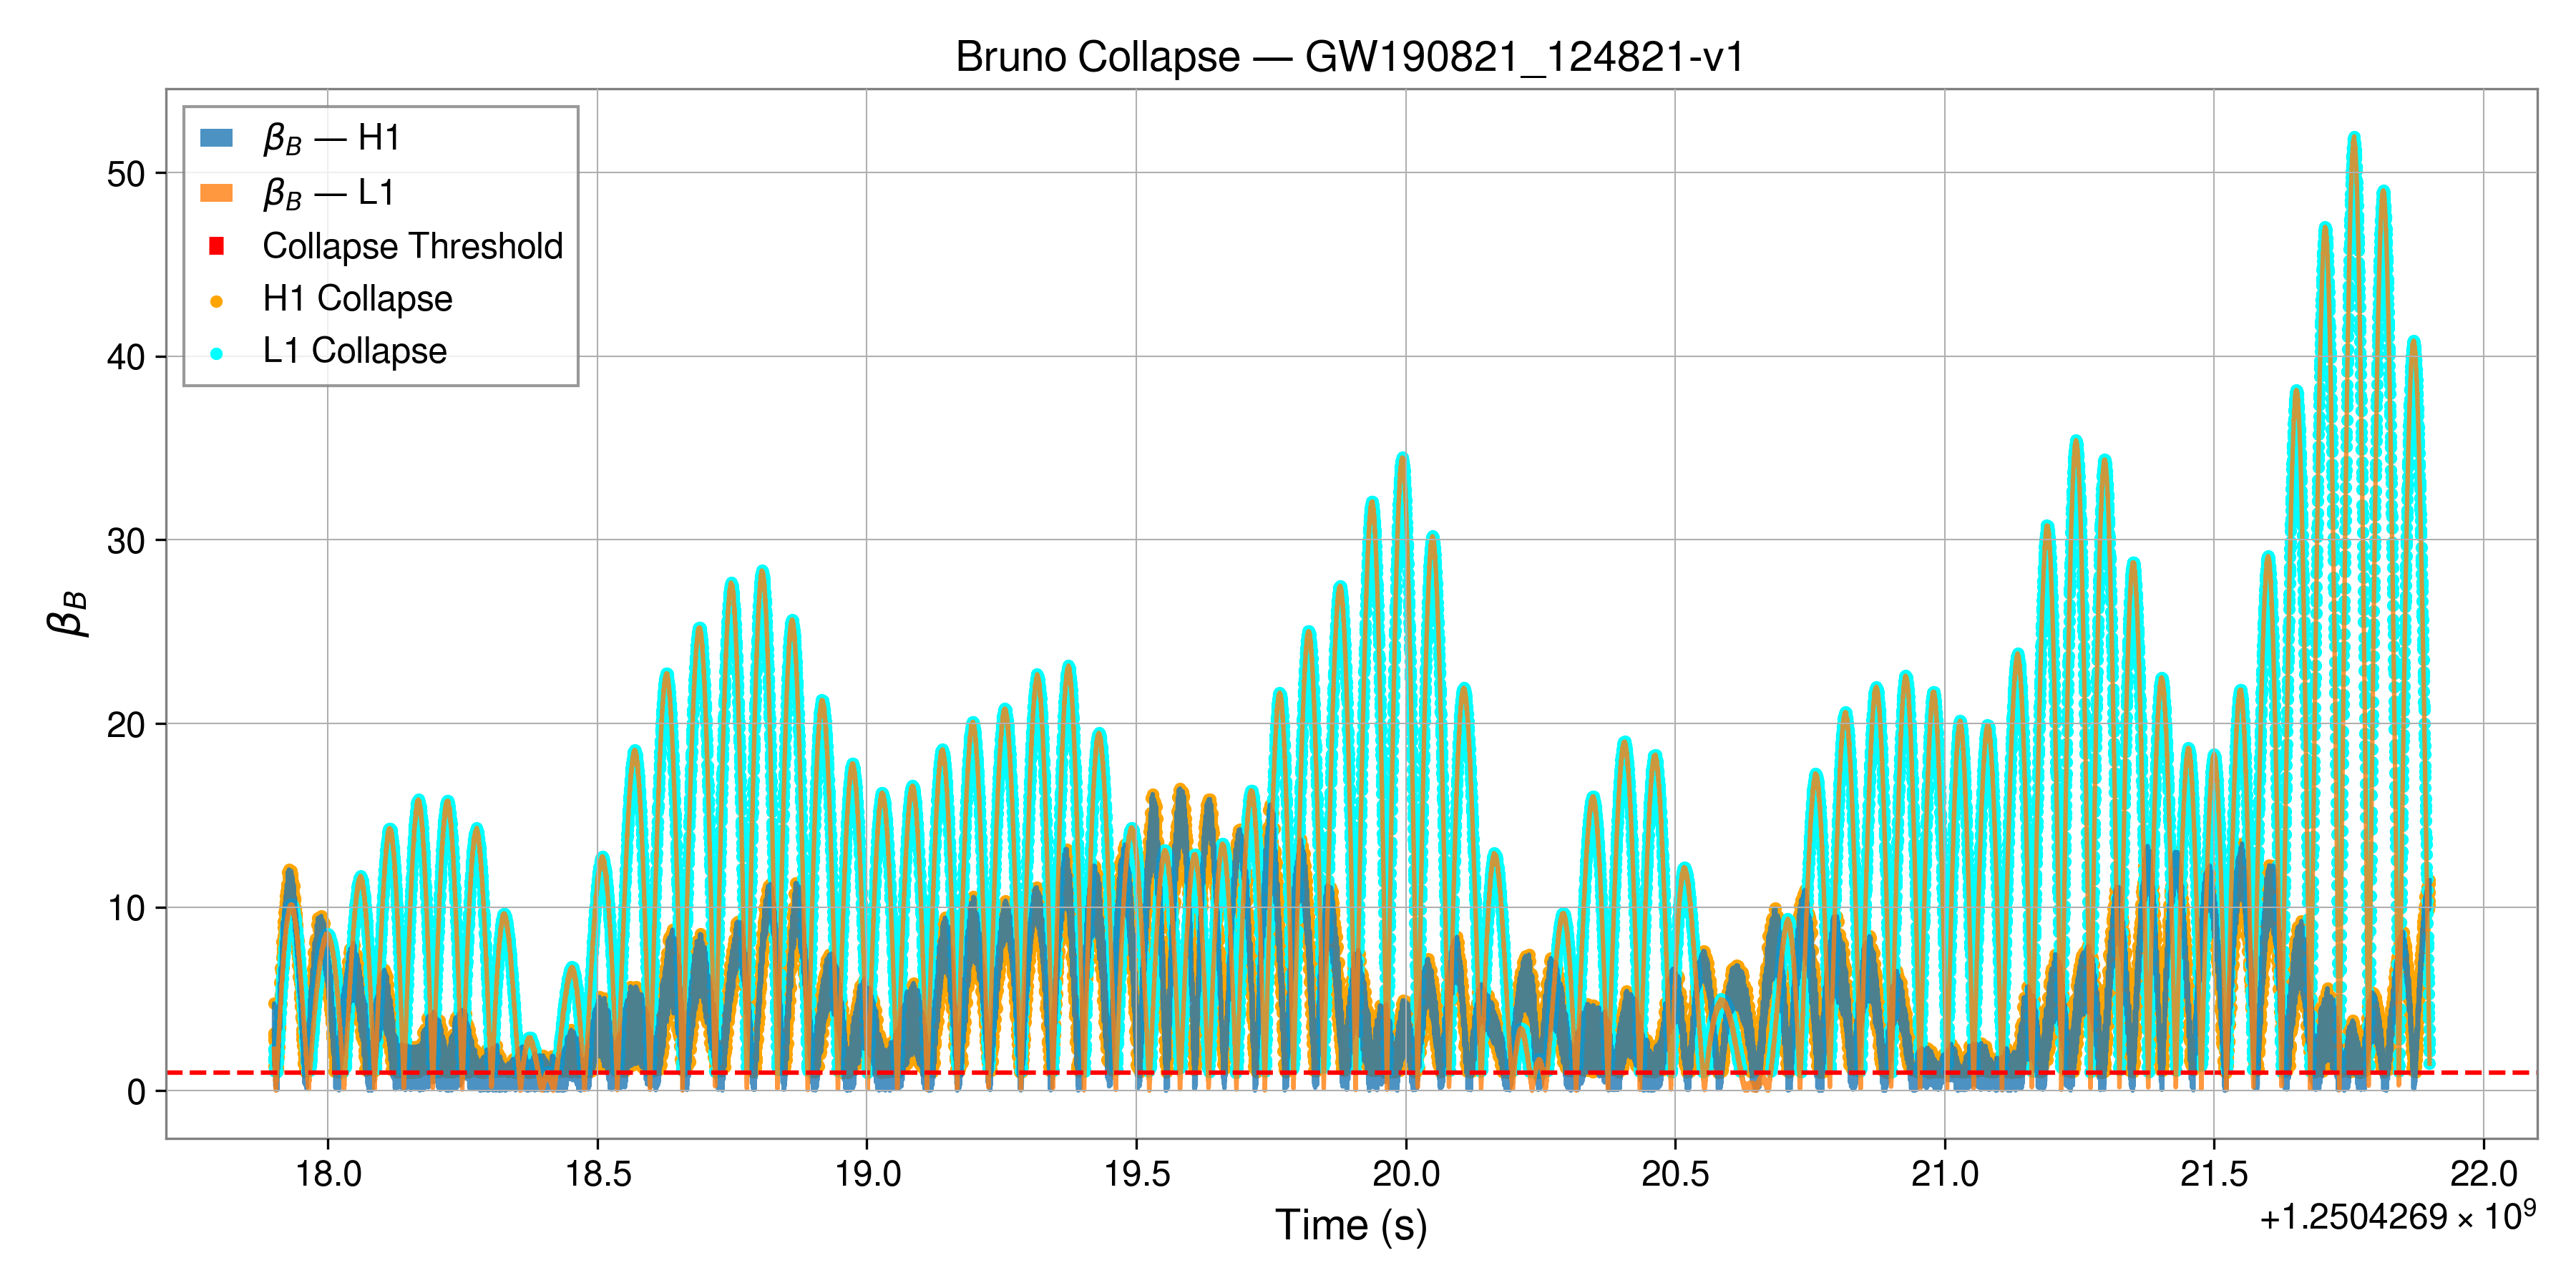 Bruno Collapse — GW190821_124821-v1
β_B — H1
β_B — L1
Collapse Threshold
H1 Collapse
L1 Collapse
β_B
50
40
30
20
10
0
18.0 18.5 19.0 19.5 20.0 20.5 21.0 21.5 22.0
Time (s)
+1.2504269 × 10⁹